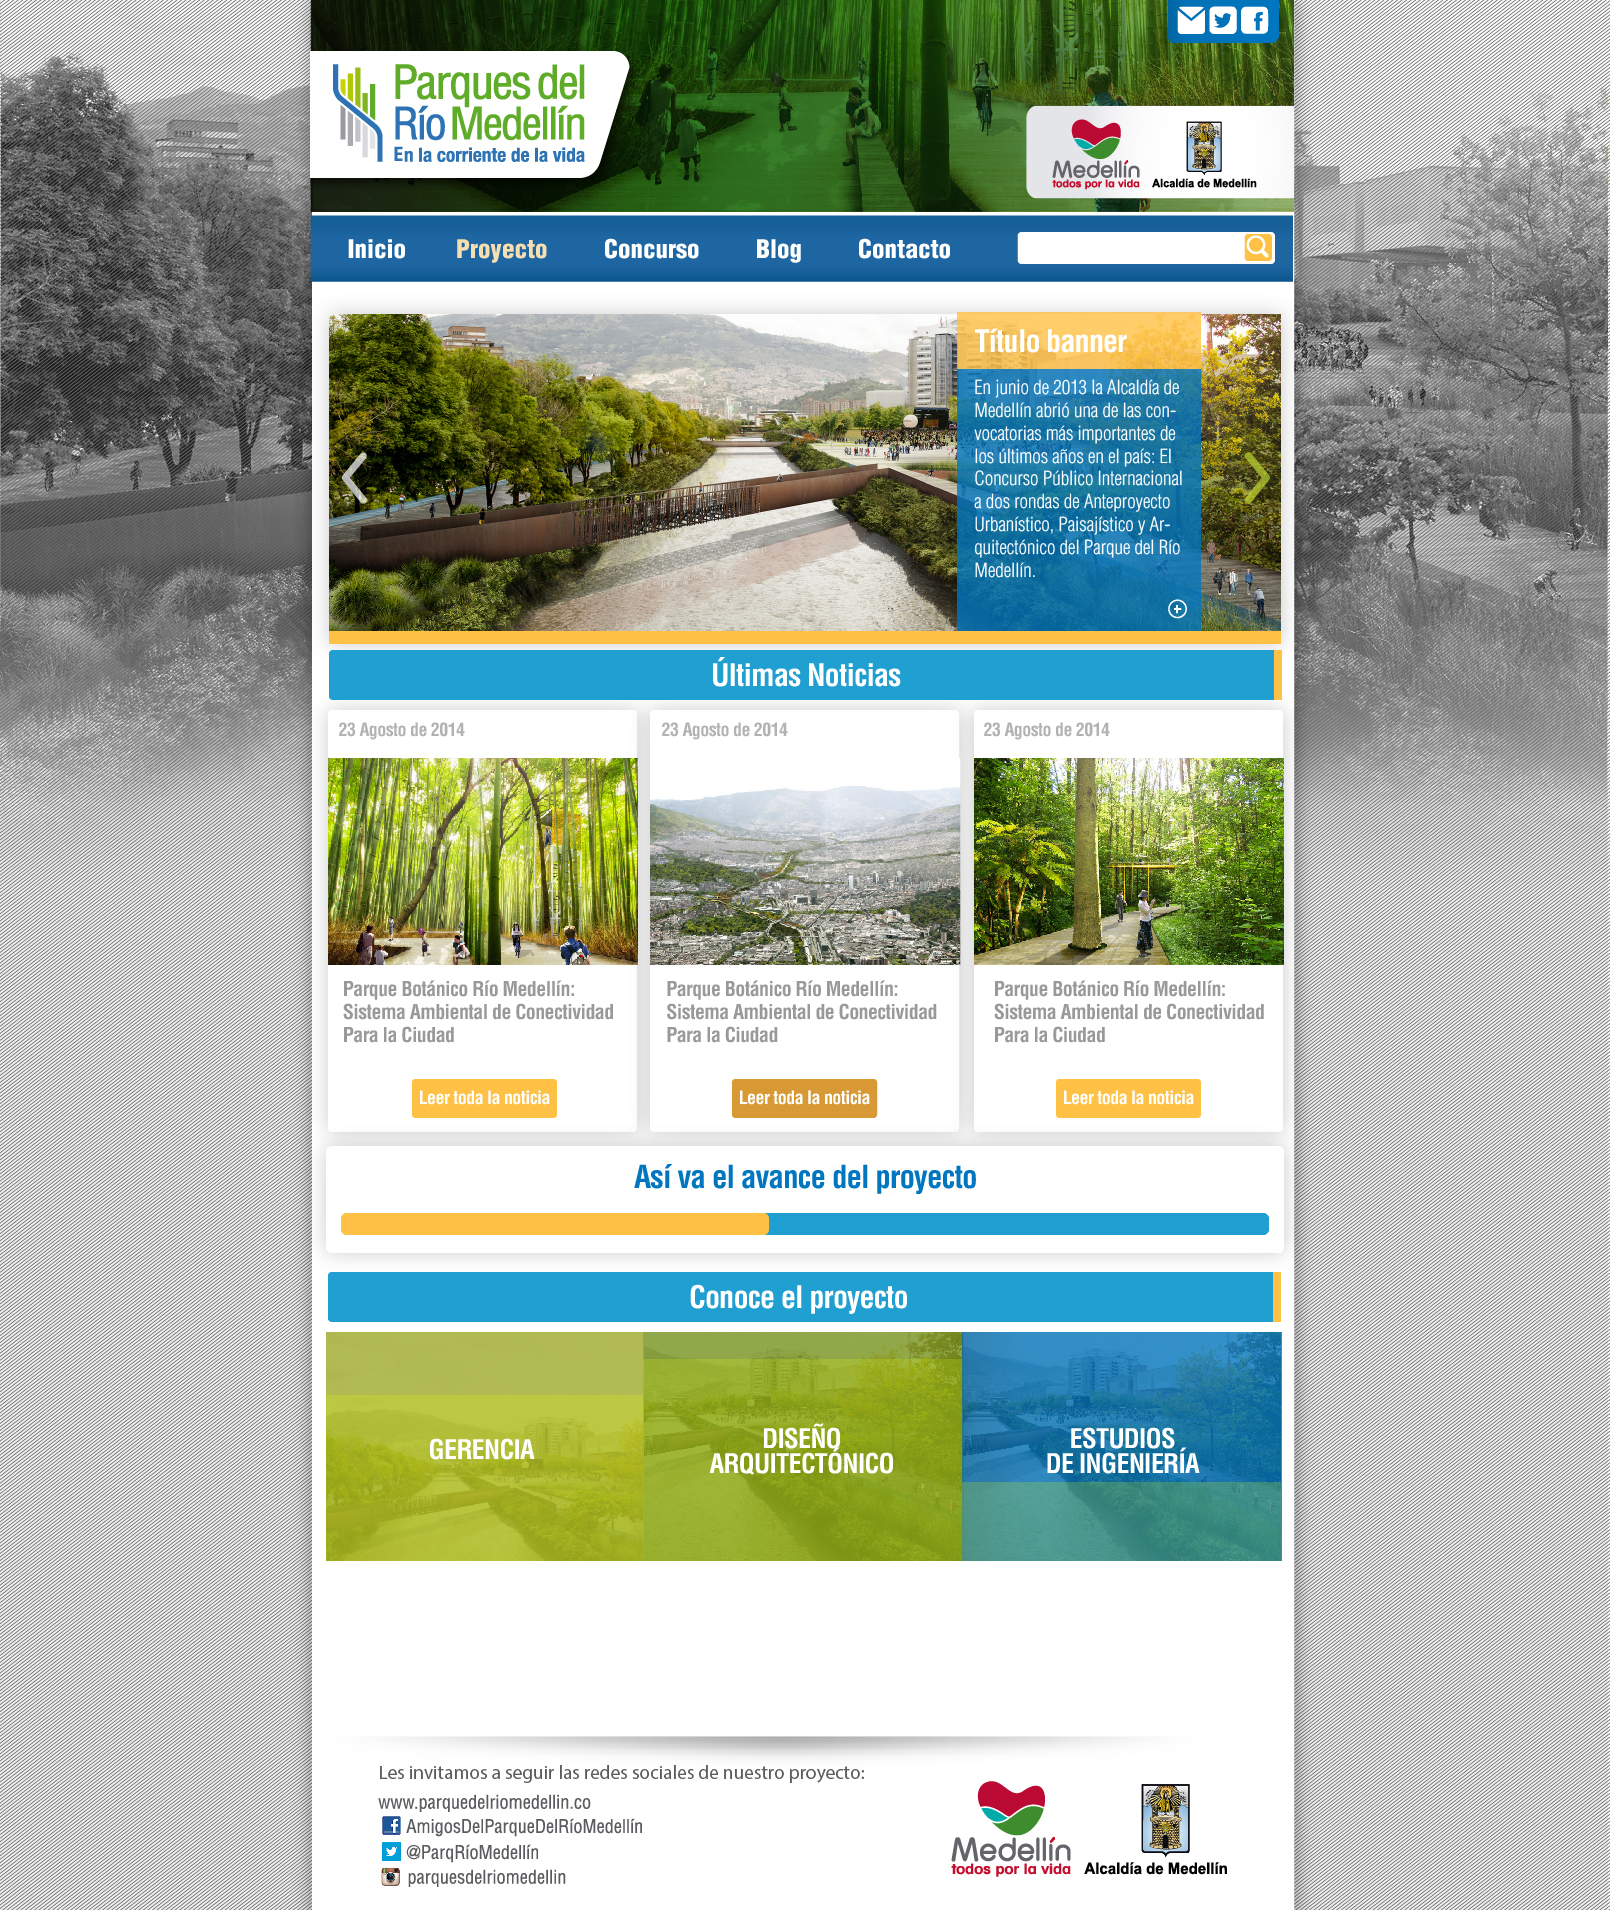 Parques del
Río Medellín
En la corriente de la vida
Medellín
todos por la vida
Alcaldía de Medellín
Inicio
Proyecto
Concurso
Blog
Contacto
Título banner
En junio de 2013 la Alcaldía de
Medellín abrió una de las con-
vocatorias más importantes de
los últimos años en el país: El
Concurso Público Internacional
a dos rondas de Anteproyecto
Urbanístico, Paisajístico y Ar-
quitectónico del Parque del Río
Medellín.
Últimas Noticias
23 Agosto de 2014
Parque Botánico Río Medellín:
Sistema Ambiental de Conectividad
Para la Ciudad
Leer toda la noticia
23 Agosto de 2014
Parque Botánico Río Medellín:
Sistema Ambiental de Conectividad
Para la Ciudad
Leer toda la noticia
23 Agosto de 2014
Parque Botánico Río Medellín:
Sistema Ambiental de Conectividad
Para la Ciudad
Leer toda la noticia
Así va el avance del proyecto
Conoce el proyecto
GERENCIA
DISEÑO
ARQUITECTÓNICO
ESTUDIOS
DE INGENIERÍA
Les invitamos a seguir las redes sociales de nuestro proyecto:
www.parquedelriomedellin.co
AmigosDelParqueDelRíoMedellín
@ParqRíoMedellín
parquesdelriomedellin
Medellín
todos por la vida
Alcaldía de Medellín